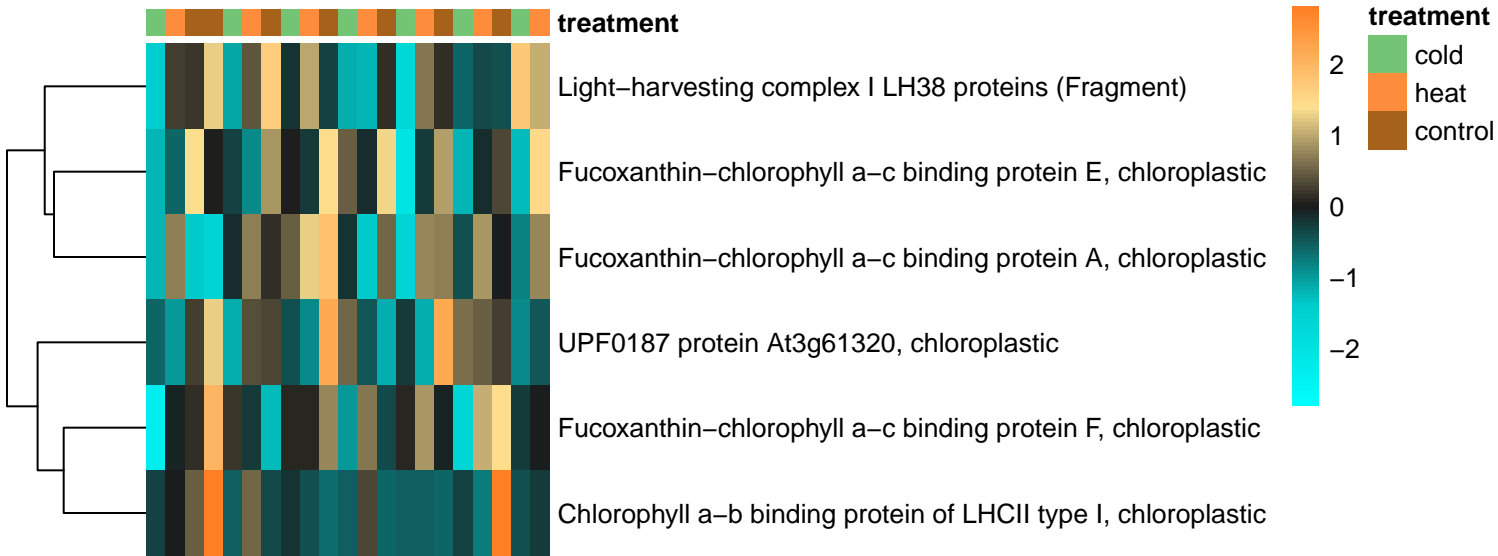 treatment
Light−harvesting complex I LH38 proteins (Fragment)
Fucoxanthin−chlorophyll a−c binding protein E, chloroplastic
Fucoxanthin−chlorophyll a−c binding protein A, chloroplastic
UPF0187 protein At3g61320, chloroplastic
Fucoxanthin−chlorophyll a−c binding protein F, chloroplastic
Chlorophyll a−b binding protein of LHCII type I, chloroplastic
2
1
0
−1
−2
treatment
cold
heat
control